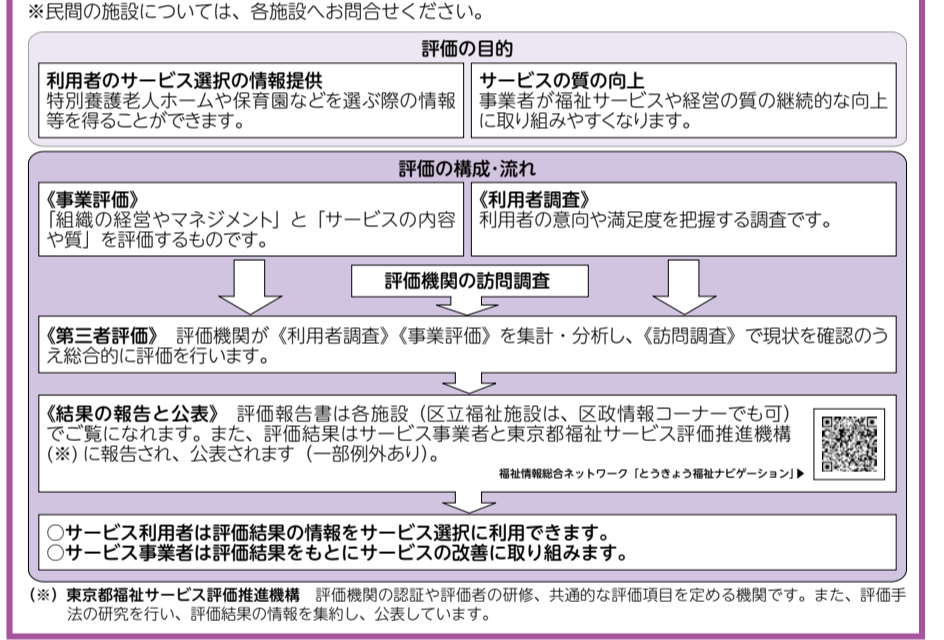 ※民間の施設については、各施設へお問合せください。
評価の目的
利用者のサービス選択の情報提供
特別養護老人ホームや保育園などを選ぶ際の情報
等を得ることができます。
サービスの質の向上
事業者が福祉サービスや経営の質の継続的な向上
に取り組みやすくなります。
評価の構成・流れ
《事業評価》
「組織の経営やマネジメント」と「サービスの内容
や質」を評価するものです。
《利用者調査》
利用者の意向や満足度を把握する調査です。
評価機関の訪問調査
《第三者評価》 評価機関が《利用者調査》《事業評価》を集計・分析し、《訪問調査》で現状を確認のう
え総合的に評価を行います。
《結果の報告と公表》 評価報告書は各施設（区立福祉施設は、区政情報コーナーでも可）
でご覧になれます。また、評価結果はサービス事業者と東京都福祉サービス評価推進機構
(※)に報告され、公表されます（一部例外あり）。
福祉情報総合ネットワーク「とうきょう福祉ナビゲーション」▶
○サービス利用者は評価結果の情報をサービス選択に利用できます。
○サービス事業者は評価結果をもとにサービスの改善に取り組みます。
(※) 東京都福祉サービス評価推進機構 評価機関の認証や評価者の研修、共通的な評価項目を定める機関です。また、評価手
法の研究を行い、評価結果の情報を集約し、公表しています。